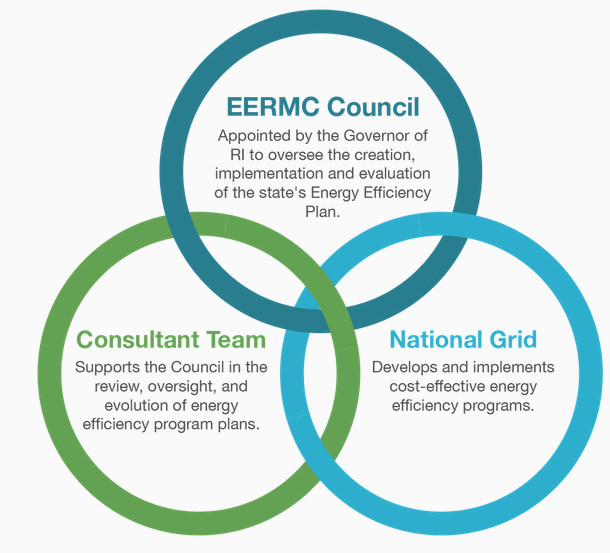 EERMC Council
Appointed by the Governor of
RI to oversee the creation,
implementation and evaluation
of the state's Energy Efficiency
Plan.
Consultant Team
Supports the Council in the
review, oversight, and
evolution of energy
efficiency program plans.
National Grid
Develops and implements
cost-effective energy
efficiency programs.